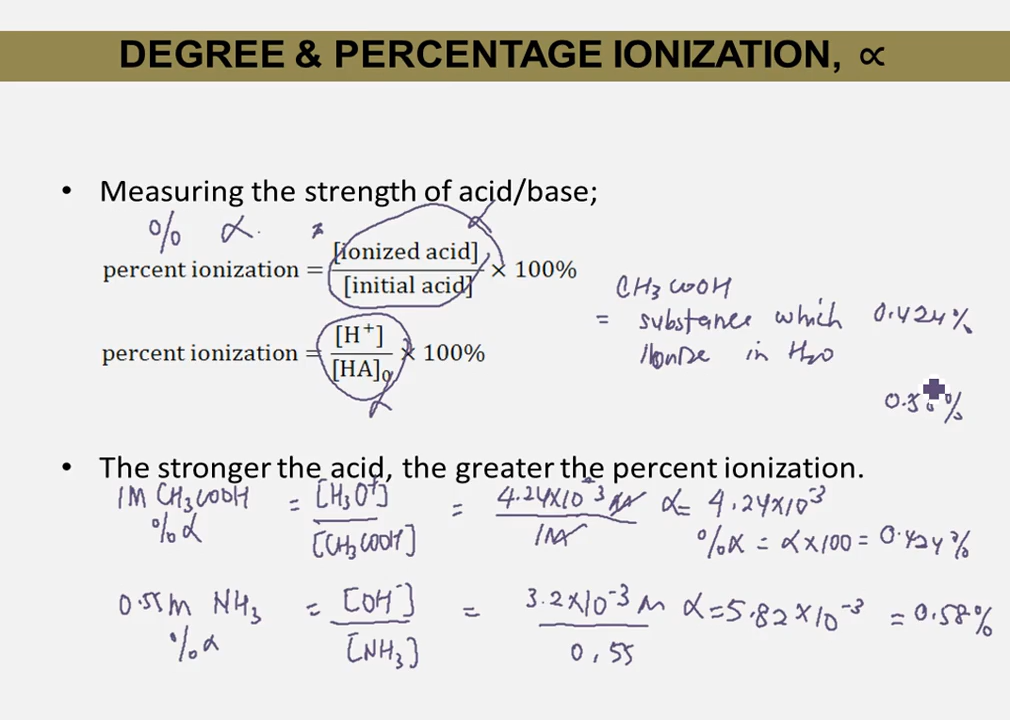 DEGREE & PERCENTAGE IONIZATION, ∝
• Measuring the strength of acid/base;
% α
percent ionization = [ionized acid] / [initial acid] × 100%
α
percent ionization = [H⁺] / [HA]₀ × 100%
α
CH₃COOH
= substance which 0.424%
Ionize in H₂O
• The stronger the acid, the greater the percent ionization.
1M CH₃COOH = [H₃O⁺] / [CH₃COOH] = 4.24×10⁻³ M / 1M α = 4.24×10⁻³
%α
%α = α×100 = 0.424%
0.55M NH₃ = [OH⁻] / [NH₃] = 3.2×10⁻³ M / 0.55 α=5.82×10⁻³ = 0.58%
%α